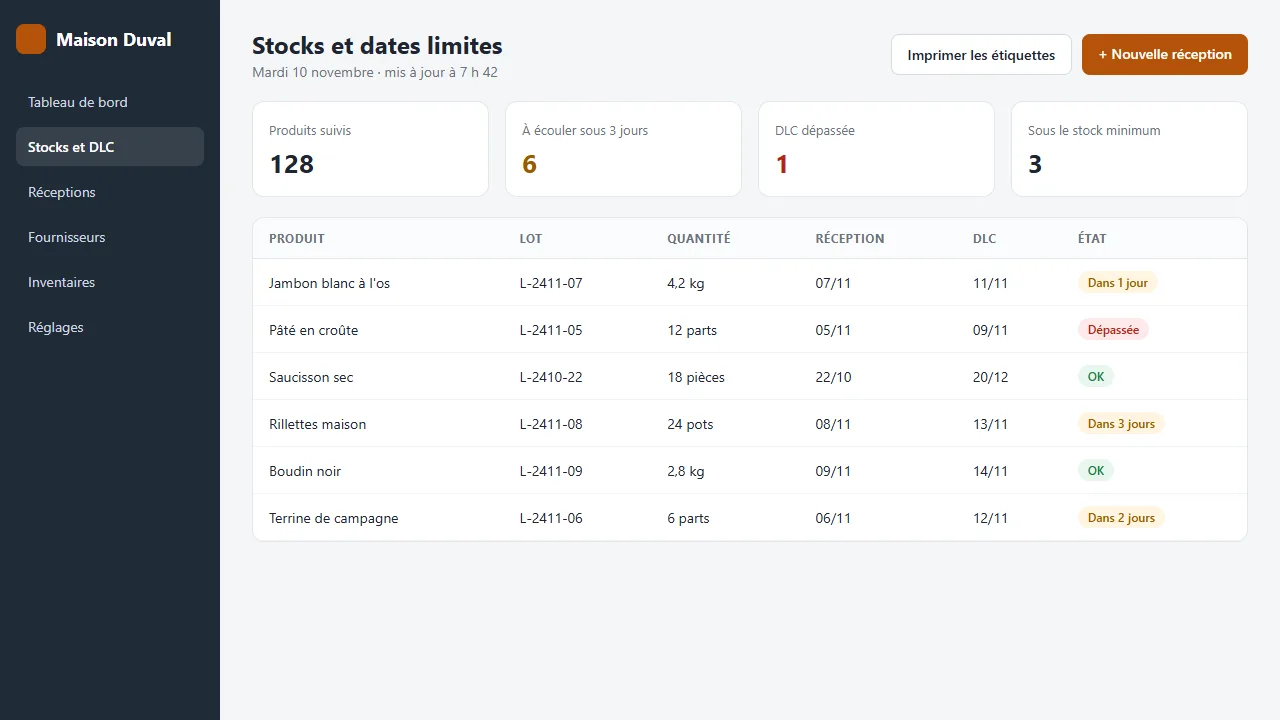 Maison Duval
Tableau de bord
Stocks et DLC
Réceptions
Fournisseurs
Inventaires
Réglages
Stocks et dates limites
Mardi 10 novembre · mis à jour à 7 h 42
Imprimer les étiquettes
+ Nouvelle réception
Produits suivis
128
À écouler sous 3 jours
6
DLC dépassée
1
Sous le stock minimum
3
PRODUIT LOT QUANTITÉ RÉCEPTION DLC ÉTAT
Jambon blanc à l'os L-2411-07 4,2 kg 07/11 11/11 Dans 1 jour
Pâté en croûte L-2411-05 12 parts 05/11 09/11 Dépassée
Saucisson sec L-2410-22 18 pièces 22/10 20/12 OK
Rillettes maison L-2411-08 24 pots 08/11 13/11 Dans 3 jours
Boudin noir L-2411-09 2,8 kg 09/11 14/11 OK
Terrine de campagne L-2411-06 6 parts 06/11 12/11 Dans 2 jours